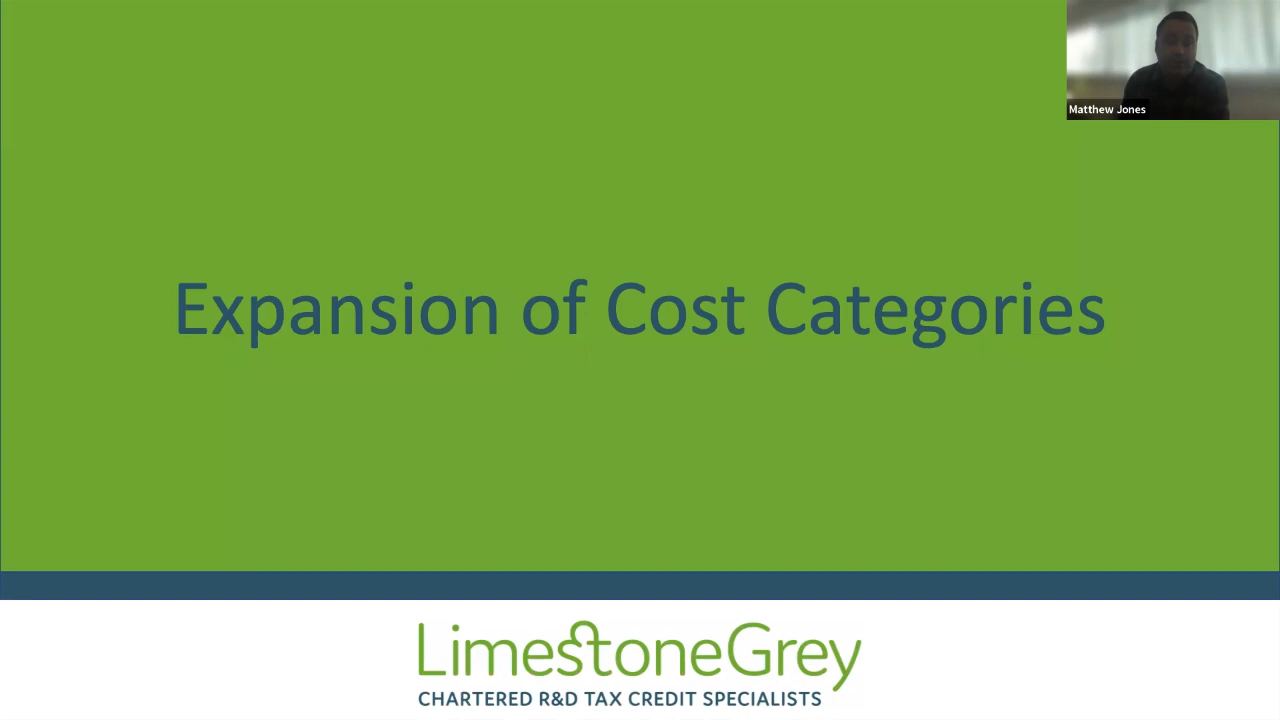 Matthew Jones
Expansion of Cost Categories
LimestoneGrey
CHARTERED R&D TAX CREDIT SPECIALISTS